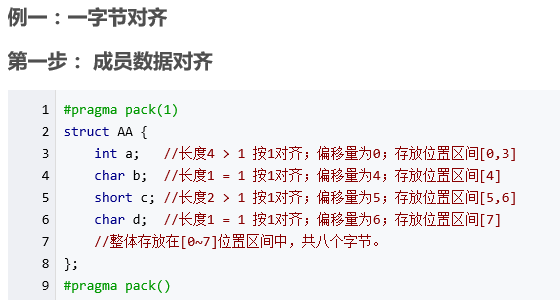 例一：一字节对齐
第一步： 成员数据对齐
1 #pragma pack(1)
2 struct AA {
3     int a;   //长度4 > 1 按1对齐；偏移量为0；存放位置区间[0,3]
4     char b;  //长度1 = 1 按1对齐；偏移量为4；存放位置区间[4]
5     short c; //长度2 > 1 按1对齐；偏移量为5；存放位置区间[5,6]
6     char d;  //长度1 = 1 按1对齐；偏移量为6；存放位置区间[7]
7     //整体存放在[0~7]位置区间中，共八个字节。
8 };
9 #pragma pack()